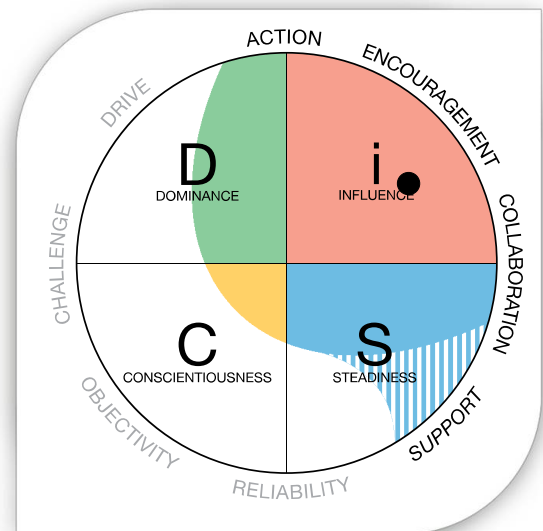 ACTION
ENCOURAGEMENT
DRIVE
D
DOMINANCE
i
INFLUENCE
CHALLENGE
COLLABORATION
C
CONSCIENTIOUSNESS
S
STEADINESS
OBJECTIVITY
SUPPORT
RELIABILITY